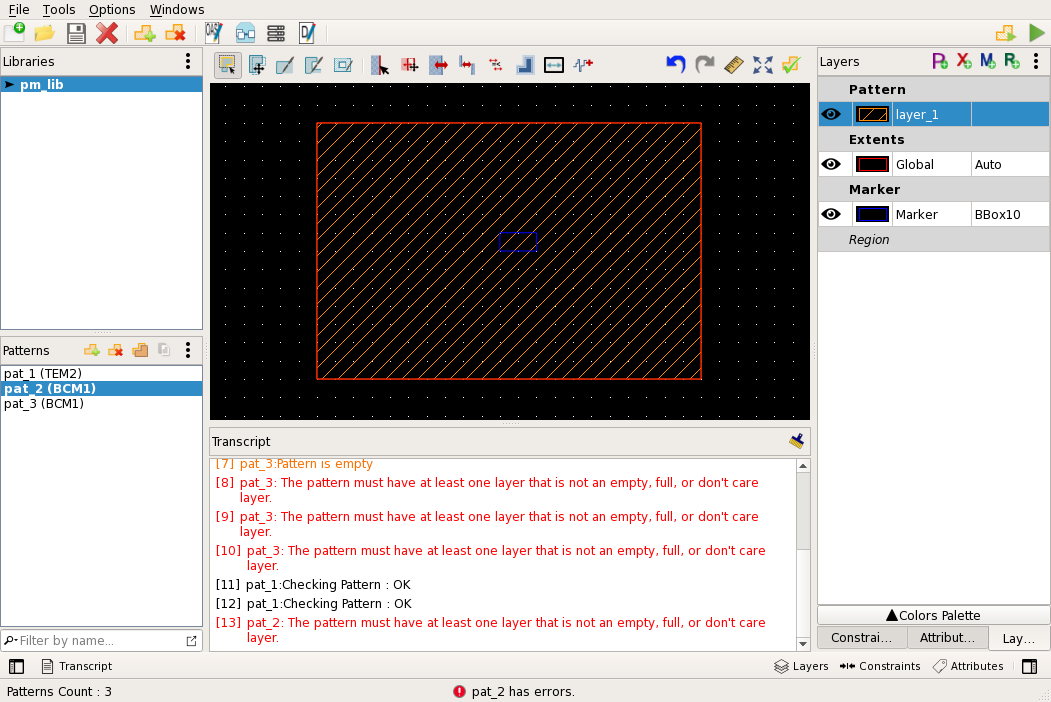 File Tools Options Windows
Libraries
pm_lib
Patterns
pat_1 (TEM2)
pat_2 (BCM1)
pat_3 (BCM1)
Filter by name...
Transcript
[7] pat_3:Pattern is empty
[8] pat_3: The pattern must have at least one layer that is not an empty, full, or don't care
layer.
[9] pat_3: The pattern must have at least one layer that is not an empty, full, or don't care
layer.
[10] pat_3: The pattern must have at least one layer that is not an empty, full, or don't care
layer.
[11] pat_1:Checking Pattern : OK
[12] pat_1:Checking Pattern : OK
[13] pat_2: The pattern must have at least one layer that is not an empty, full, or don't care
layer.
Layers
Pattern
layer_1
Extents
Global Auto
Marker
Marker BBox10
Region
▲Colors Palette
Constrai... Attribut... Lay...
Transcript Layers Constraints Attributes
Patterns Count : 3 pat_2 has errors.